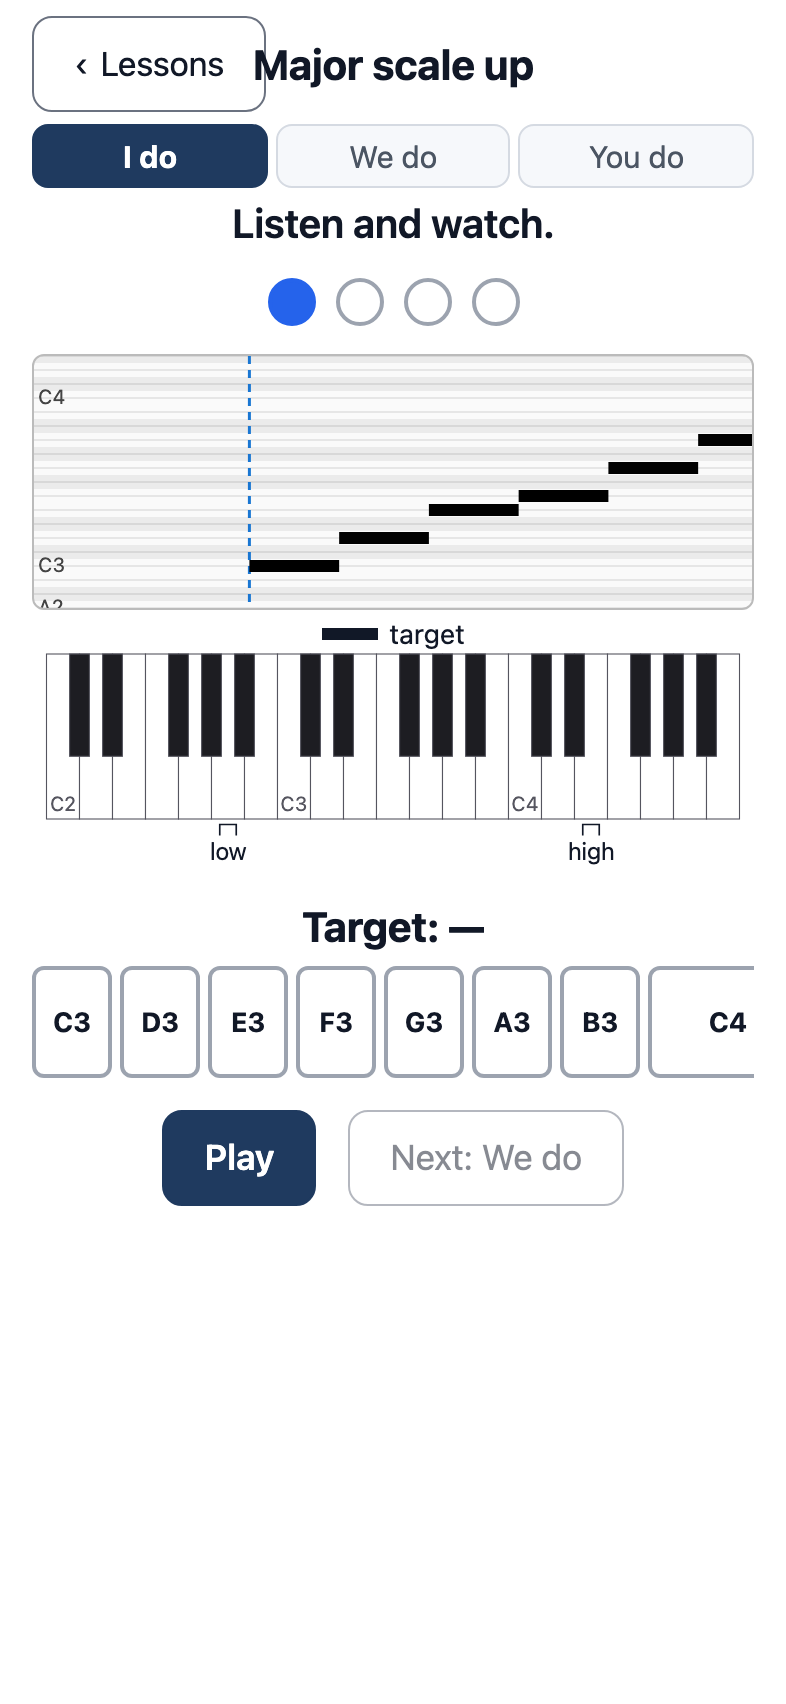 ‹ Lessons Major scale up
I do We do You do
Listen and watch.
C4
C3
A2
target
C2 C3 C4
low high
Target: —
C3 D3 E3 F3 G3 A3 B3 C4
Play Next: We do